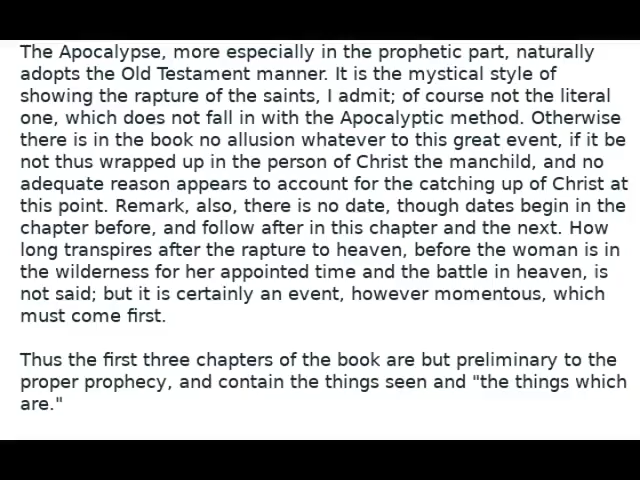 The Apocalypse, more especially in the prophetic part, naturally
adopts the Old Testament manner. It is the mystical style of
showing the rapture of the saints, I admit; of course not the literal
one, which does not fall in with the Apocalyptic method. Otherwise
there is in the book no allusion whatever to this great event, if it be
not thus wrapped up in the person of Christ the manchild, and no
adequate reason appears to account for the catching up of Christ at
this point. Remark, also, there is no date, though dates begin in the
chapter before, and follow after in this chapter and the next. How
long transpires after the rapture to heaven, before the woman is in
the wilderness for her appointed time and the battle in heaven, is
not said; but it is certainly an event, however momentous, which
must come first.
Thus the first three chapters of the book are but preliminary to the
proper prophecy, and contain the things seen and "the things which
are."